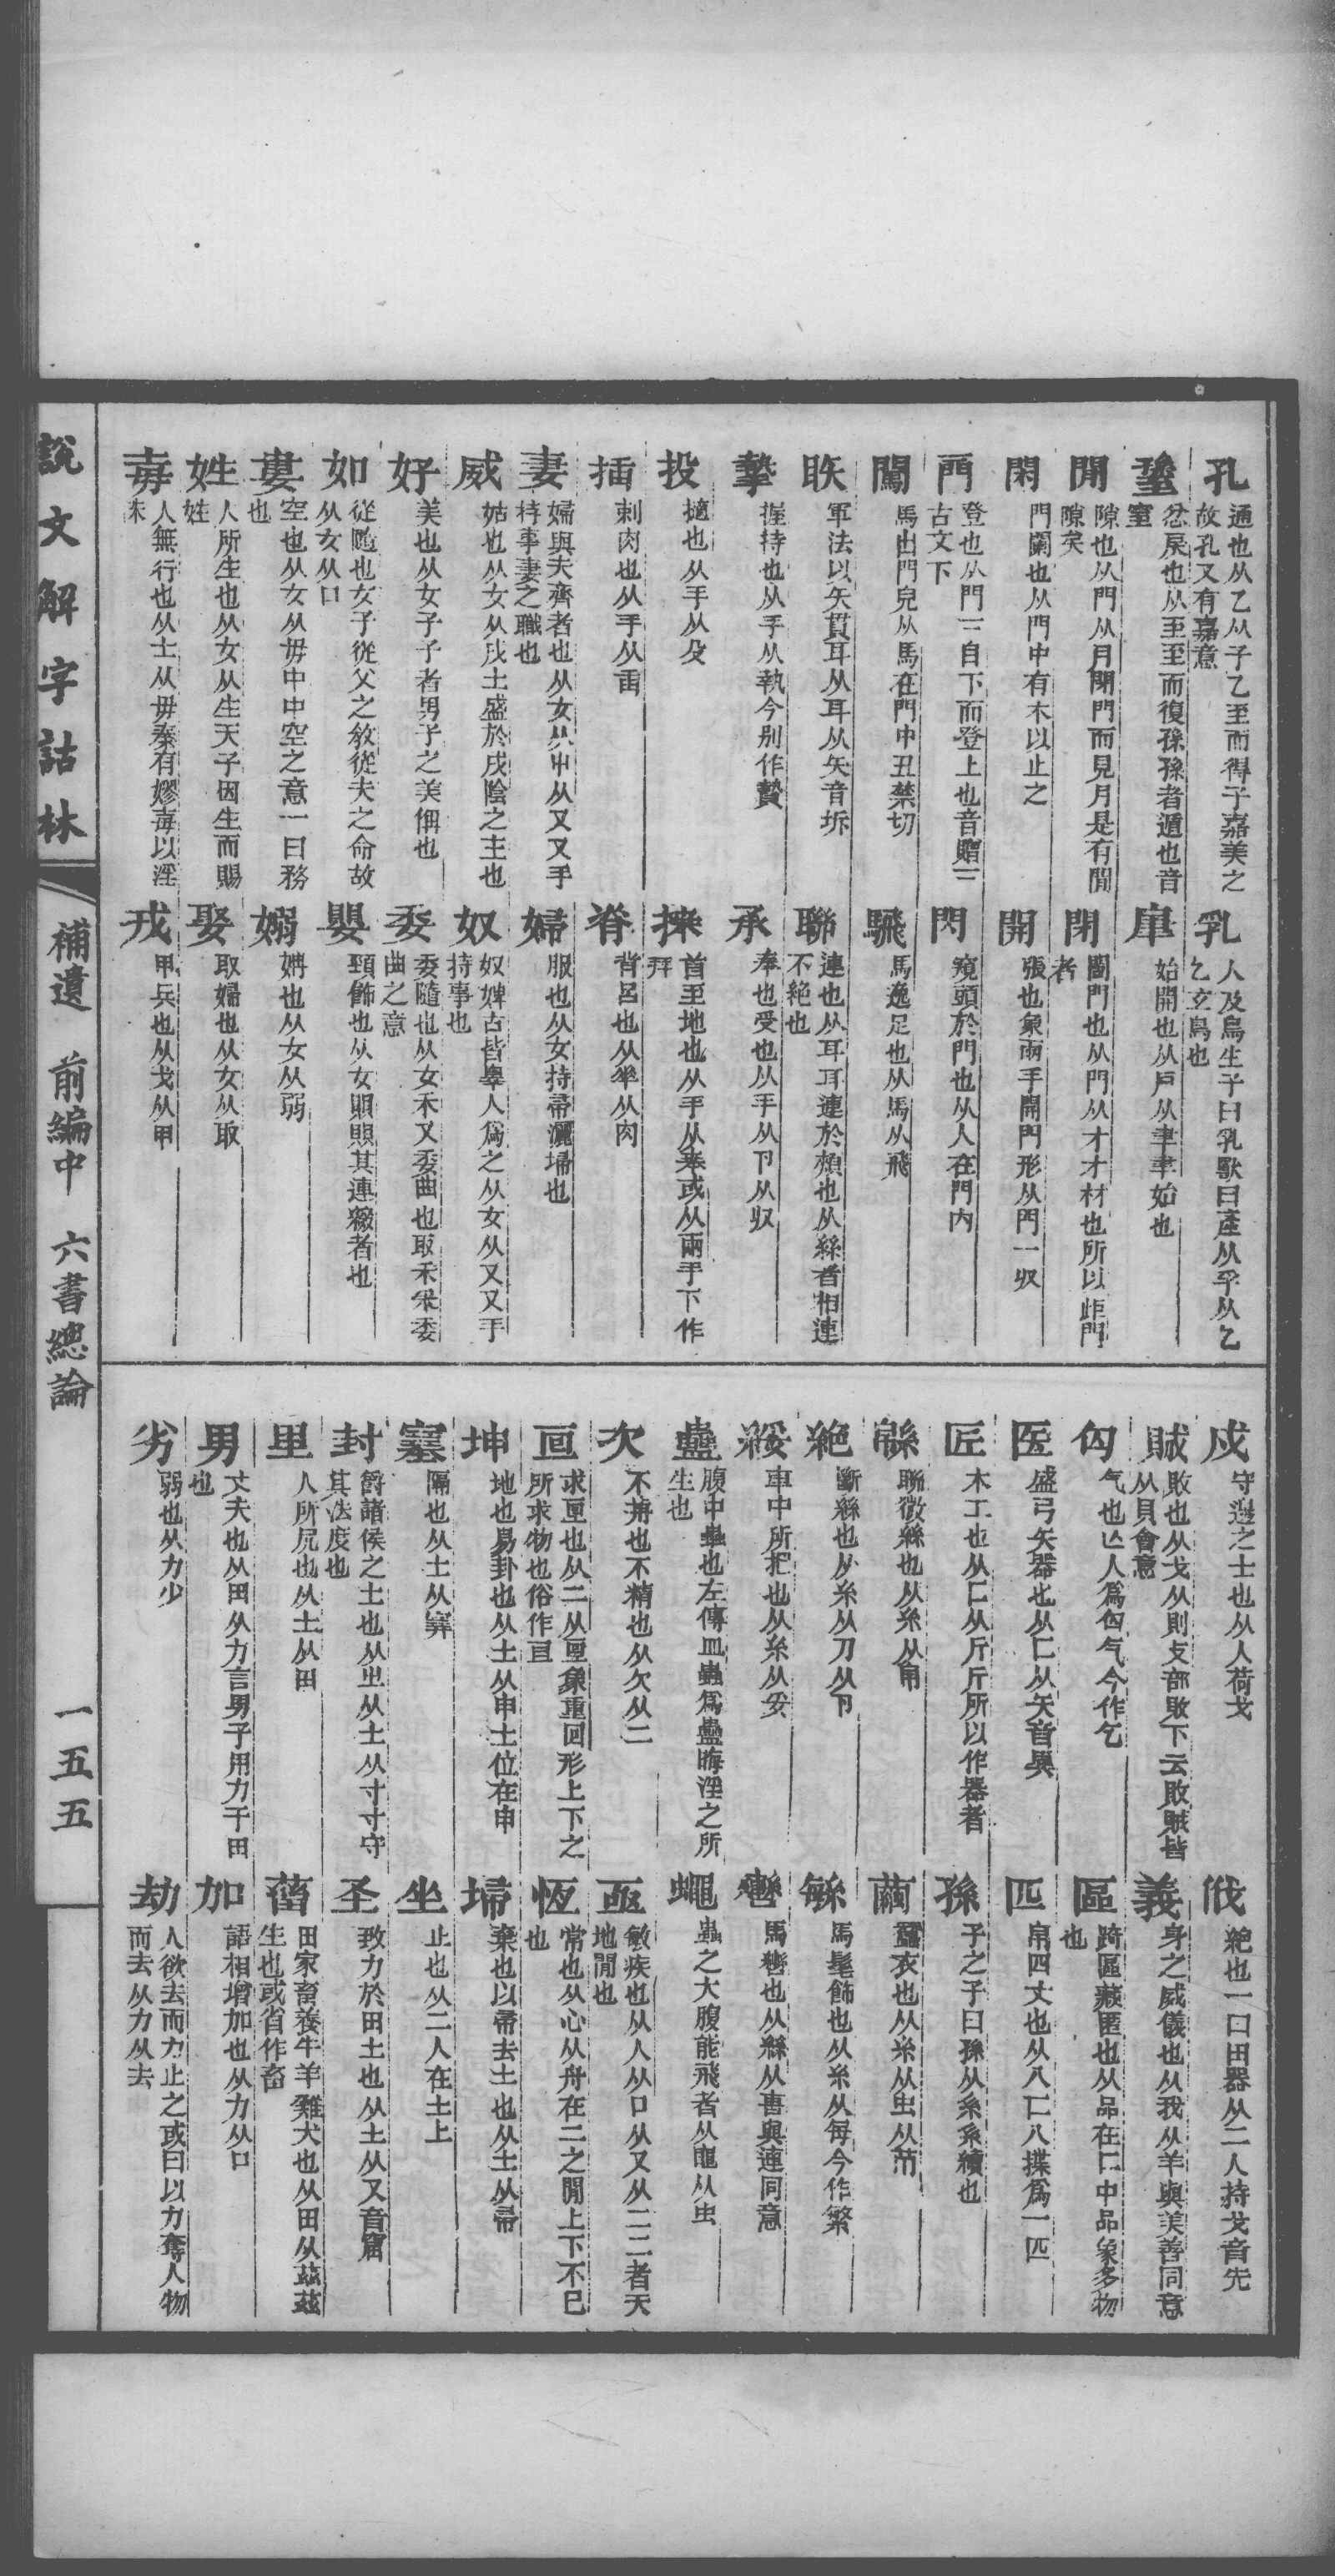 孔 通也从乙从子乙至而得子嘉美之故孔又有嘉意
乳 人及鳥生子曰乳獸曰產从孚从乙乙玄鳥也
𦥎 忿戾也从至至而復孫孫者遁也音窒
肁 始開也从戶从聿聿始也
閒 隙也从門从月閉門而見月是有閒隙矣
閉 闔門也从門从才才材也所以歫門者
閑 門闌也从門中有木以止之
開 張也象兩手開門形从門一収
閂 登也从門二自下而登上也音贈二古文下
閃 窺頭於門也从人在門內
闖 馬出門皃从馬在門中丑禁切
𩙺 馬逸足也从馬从飛
聅 軍法以矢貫耳从耳从矢音坼
聯 連也从耳耳連於頰也从絲者相連不絕也
摯 握持也从手从執今别作贄
承 奉也受也从手从卪从収
投 擿也从手从殳
𢳎 首至地也从手从𠦪或从兩手下作拜
插 刺肉也从手从臿
脊 背呂也从𠦬从肉
妻 婦與夫齊者也从女从屮从又又手持事妻之職也
婦 服也从女持帚灑埽也
威 姑也从女从戌土盛於戌陰之主也
奴 奴婢古皆辠人爲之从女从又又手持事也
好 美也从女子子者男子之美偁也
委 委隨也从女禾又委曲也取禾𥝩委曲之意
如 從隨也女子從父之敎從夫之命故从女从口
嬰 頸飾也从女賏賏其連綴者也
婁 空也从女从毋中中空之意一曰務也
嫋 姌也从女从弱
姓 人所生也从女从生天子因生而賜姓
娶 取婦也从女从取
毐 人無行也从士从毋秦有嫪毐以淫
戎 甲兵也从戈从甲
戍 守邊之士也从人荷戈
𢦟 絕也一曰田器从二人持戈音先
賊 敗也从戈从則攴部敗下云敗賊皆从貝會意
義 身之威儀也从我从羊與美善同意
匃 气也亾人爲匃气今作乞
區 踦區藏匿也从品在匸中品象多物也
医 盛弓矢器也从匸从矢音翳
匹 帛四丈也从八匸八揲爲一匹
匠 木工也从匚从斤斤所以作器者
孫 子之子曰孫从系系續也
緜 聯微絲也从糸从帛
繭 蠶衣也从糸从虫从芇
絕 斷絲也从糸从刀从卪
緐 馬髦飾也从糸从每今作繁
綏 車中所把也从糸从妥
轡 馬轡也从絲从軎與連同意
蠱 腹中蟲也左傳皿蟲爲蠱晦淫之所生也
蠅 蟲之大腹能飛者从黽从虫
次 不㪷也不精也从欠从二
亟 敏疾也从人从口从又从二二者天地閒也
亘 求𠄢也从二从囘象重回形上下之所求物也俗作亘
恆 常也从心从舟在二之閒上下不已也
坤 地也易卦也从土从申土位在申
埽 棄也以帚去土也从土从帚
塞 隔也从土从𡫳
坐 止也从二人在土上
封 爵諸侯之土也从㞢从土从寸寸守其法度也
圣 致力於田土也从土从又音窟
里 人所凥也从土从田
蓄 田家畜養牛羊雞犬也从田从茲茲生也或省作畜
男 丈夫也从田从力言男子用力于田也
加 語相增加也从力从口
劣 弱也从力少
劫 人欲去而力止之或曰以力奪人物而去从力从去
說文解字詁林
補遺 前編中 六書總論 一五五